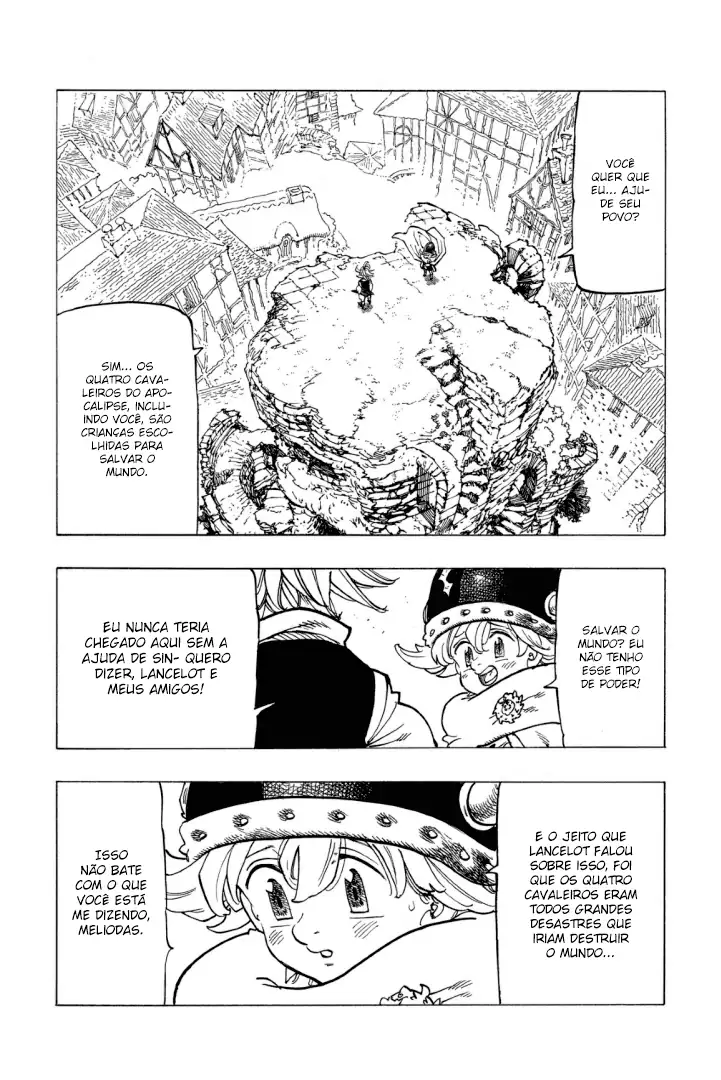 VOCÊ
QUER QUE
EU... AJU-
DE SEU
POVO?
SIM... OS
QUATRO CAVA-
LEIROS DO APO-
CALIPSE, INCLU-
INDO VOCÊ, SÃO
CRIANÇAS ESCO-
LHIDAS PARA
SALVAR O
MUNDO.
SALVAR O
MUNDO? EU
NÃO TENHO
ESSE TIPO
DE PODER!
EU NUNCA TERIA
CHEGADO AQUI SEM A
AJUDA DE SIN- QUERO
DIZER, LANCELOT E
MEUS AMIGOS!
E O JEITO QUE
LANCELOT FALOU
SOBRE ISSO, FOI
QUE OS QUATRO
CAVALEIROS ERAM
TODOS GRANDES
DESASTRES QUE
IRIAM DESTRUIR
O MUNDO...
ISSO
NÃO BATE
COM O QUE
VOCÊ ESTÁ
ME DIZENDO,
MELIODAS.